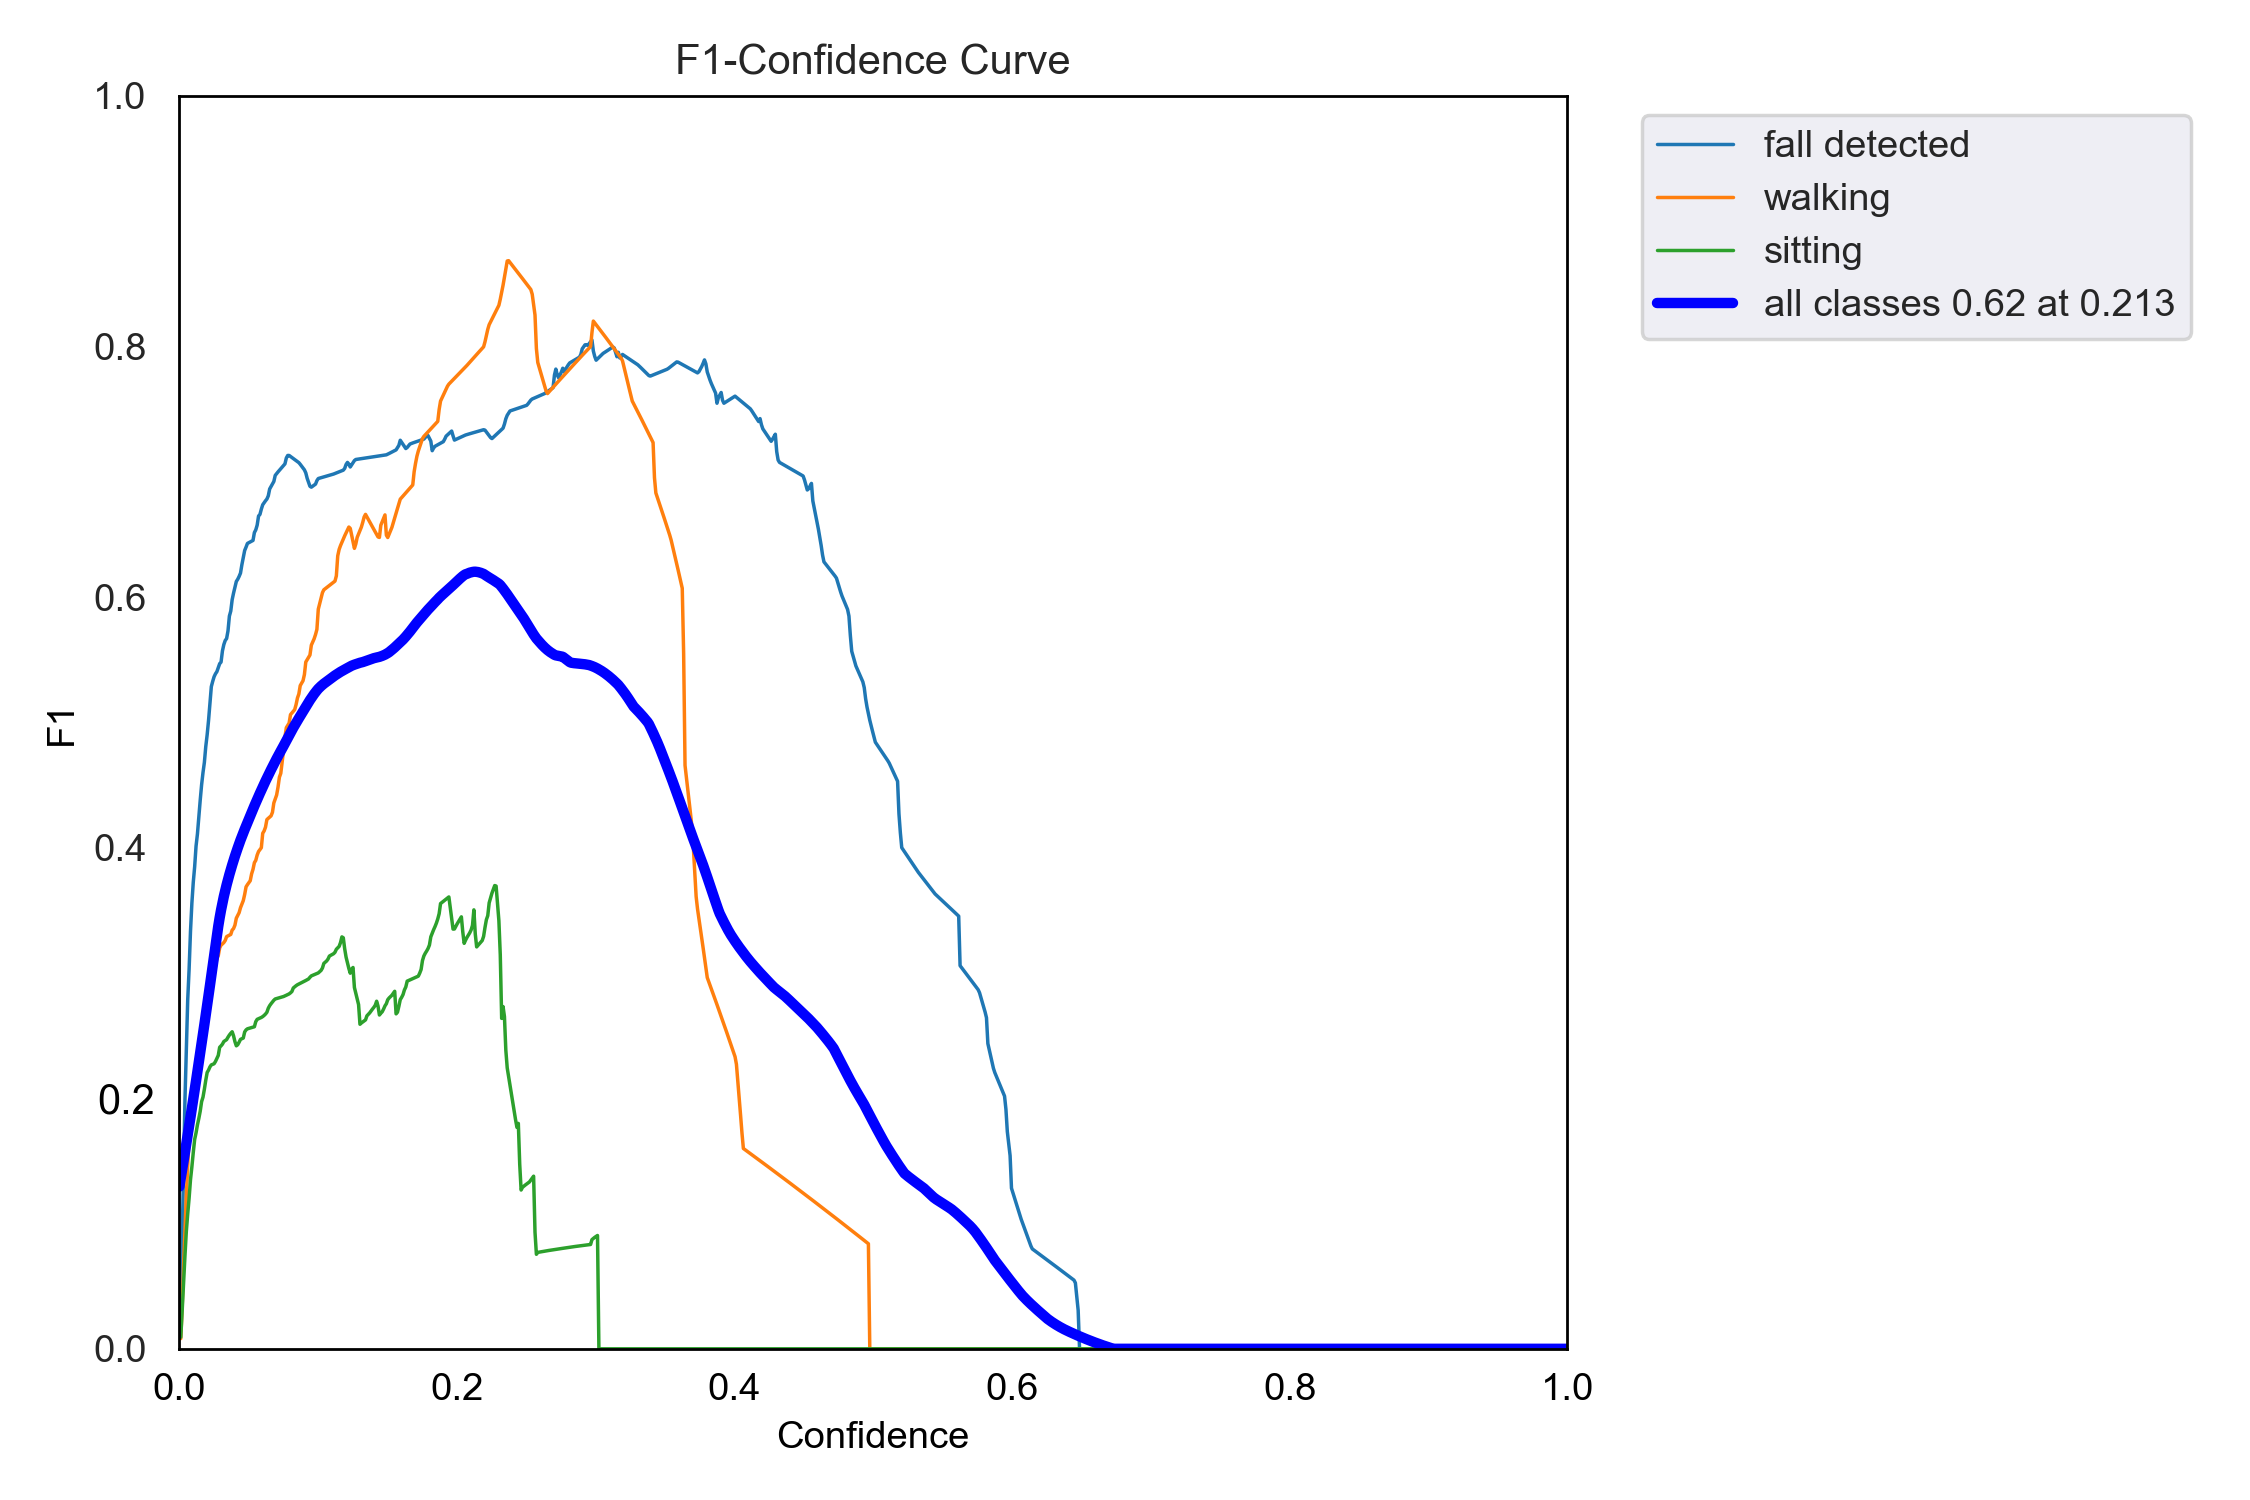 F1-Confidence Curve
1.0
0.8
0.6
0.4
0.2
0.0
F1
0.0 0.2 0.4 0.6 0.8 1.0
Confidence
fall detected
walking
sitting
all classes 0.62 at 0.213